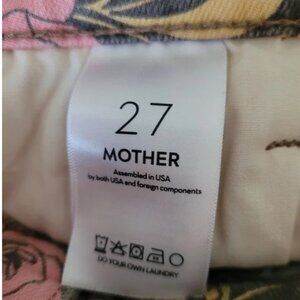 27
MOTHER
Assembled in USA
by both USA and foreign components
DO YOUR OWN LAUNDRY